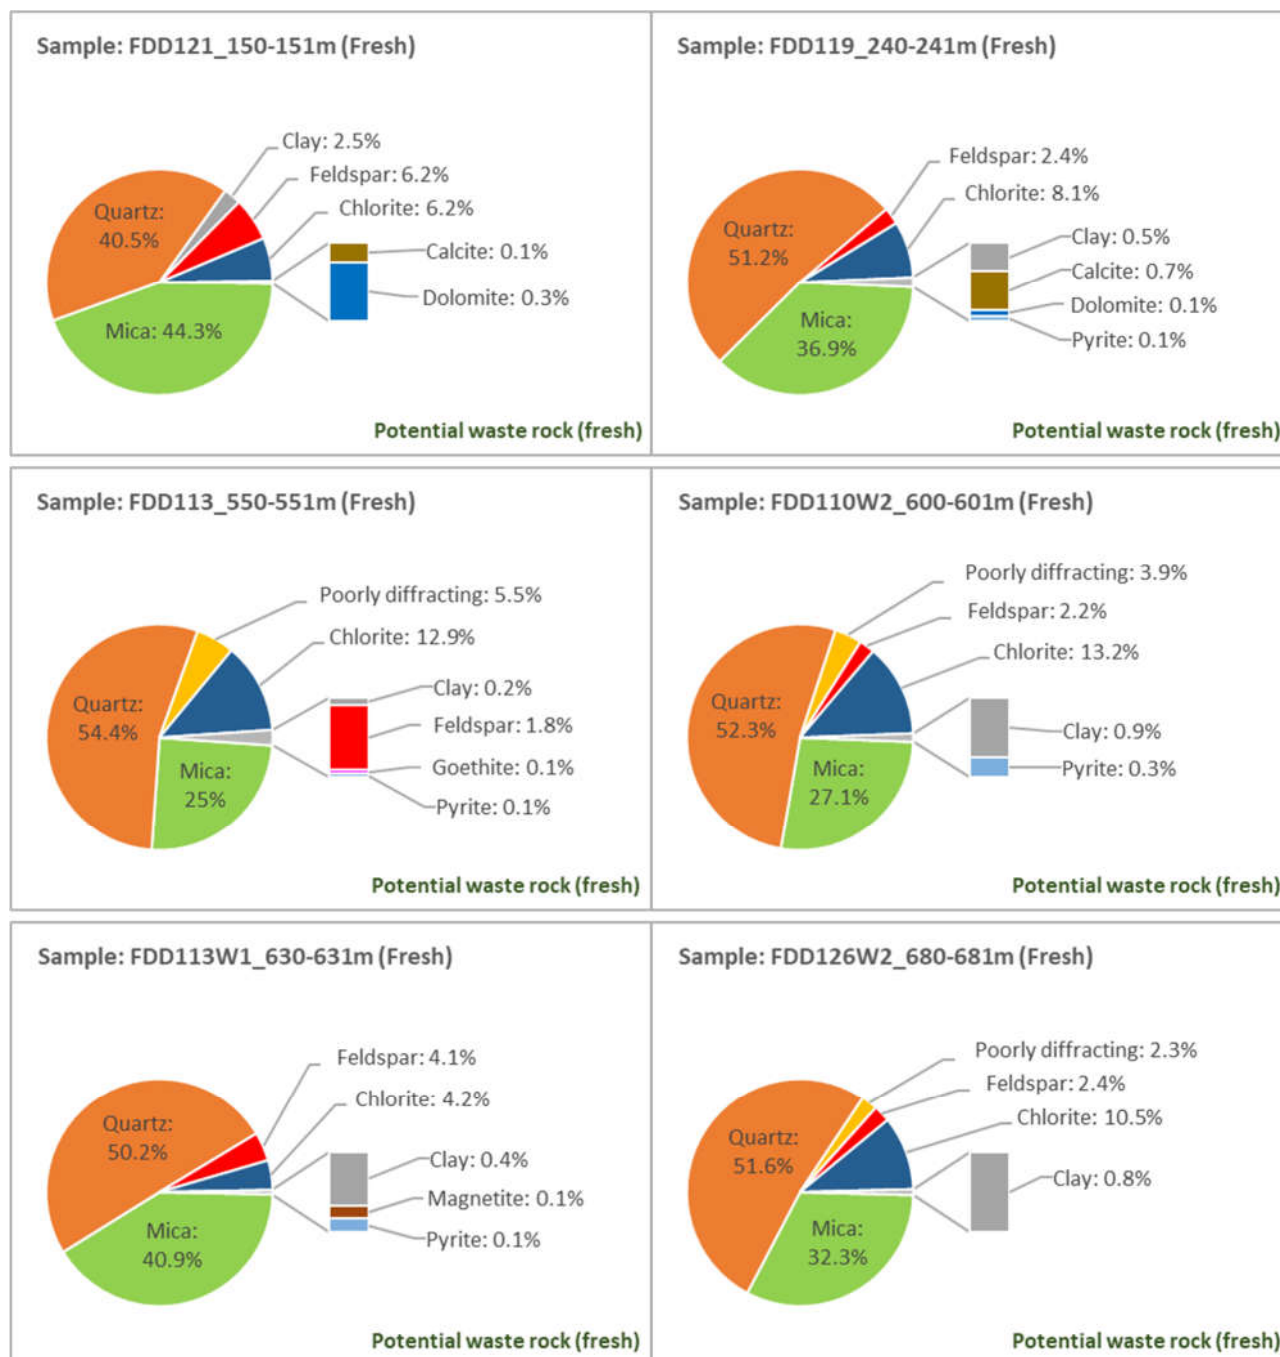 Sample: FDD121_150-151m (Fresh)
Clay: 2.5%
Feldspar: 6.2%
Chlorite: 6.2%
Quartz:
40.5%
Calcite: 0.1%
Dolomite: 0.3%
Mica: 44.3%
Potential waste rock (fresh)
Sample: FDD119_240-241m (Fresh)
Feldspar: 2.4%
Chlorite: 8.1%
Quartz:
51.2%
Clay: 0.5%
Calcite: 0.7%
Dolomite: 0.1%
Pyrite: 0.1%
Mica:
36.9%
Potential waste rock (fresh)
Sample: FDD113_550-551m (Fresh)
Poorly diffracting: 5.5%
Chlorite: 12.9%
Quartz:
54.4%
Clay: 0.2%
Feldspar: 1.8%
Goethite: 0.1%
Pyrite: 0.1%
Mica:
25%
Potential waste rock (fresh)
Sample: FDD110W2_600-601m (Fresh)
Poorly diffracting: 3.9%
Feldspar: 2.2%
Chlorite: 13.2%
Quartz:
52.3%
Clay: 0.9%
Pyrite: 0.3%
Mica:
27.1%
Potential waste rock (fresh)
Sample: FDD113W1_630-631m (Fresh)
Feldspar: 4.1%
Chlorite: 4.2%
Quartz:
50.2%
Clay: 0.4%
Magnetite: 0.1%
Pyrite: 0.1%
Mica:
40.9%
Potential waste rock (fresh)
Sample: FDD126W2_680-681m (Fresh)
Poorly diffracting: 2.3%
Feldspar: 2.4%
Chlorite: 10.5%
Quartz:
51.6%
Clay: 0.8%
Mica:
32.3%
Potential waste rock (fresh)